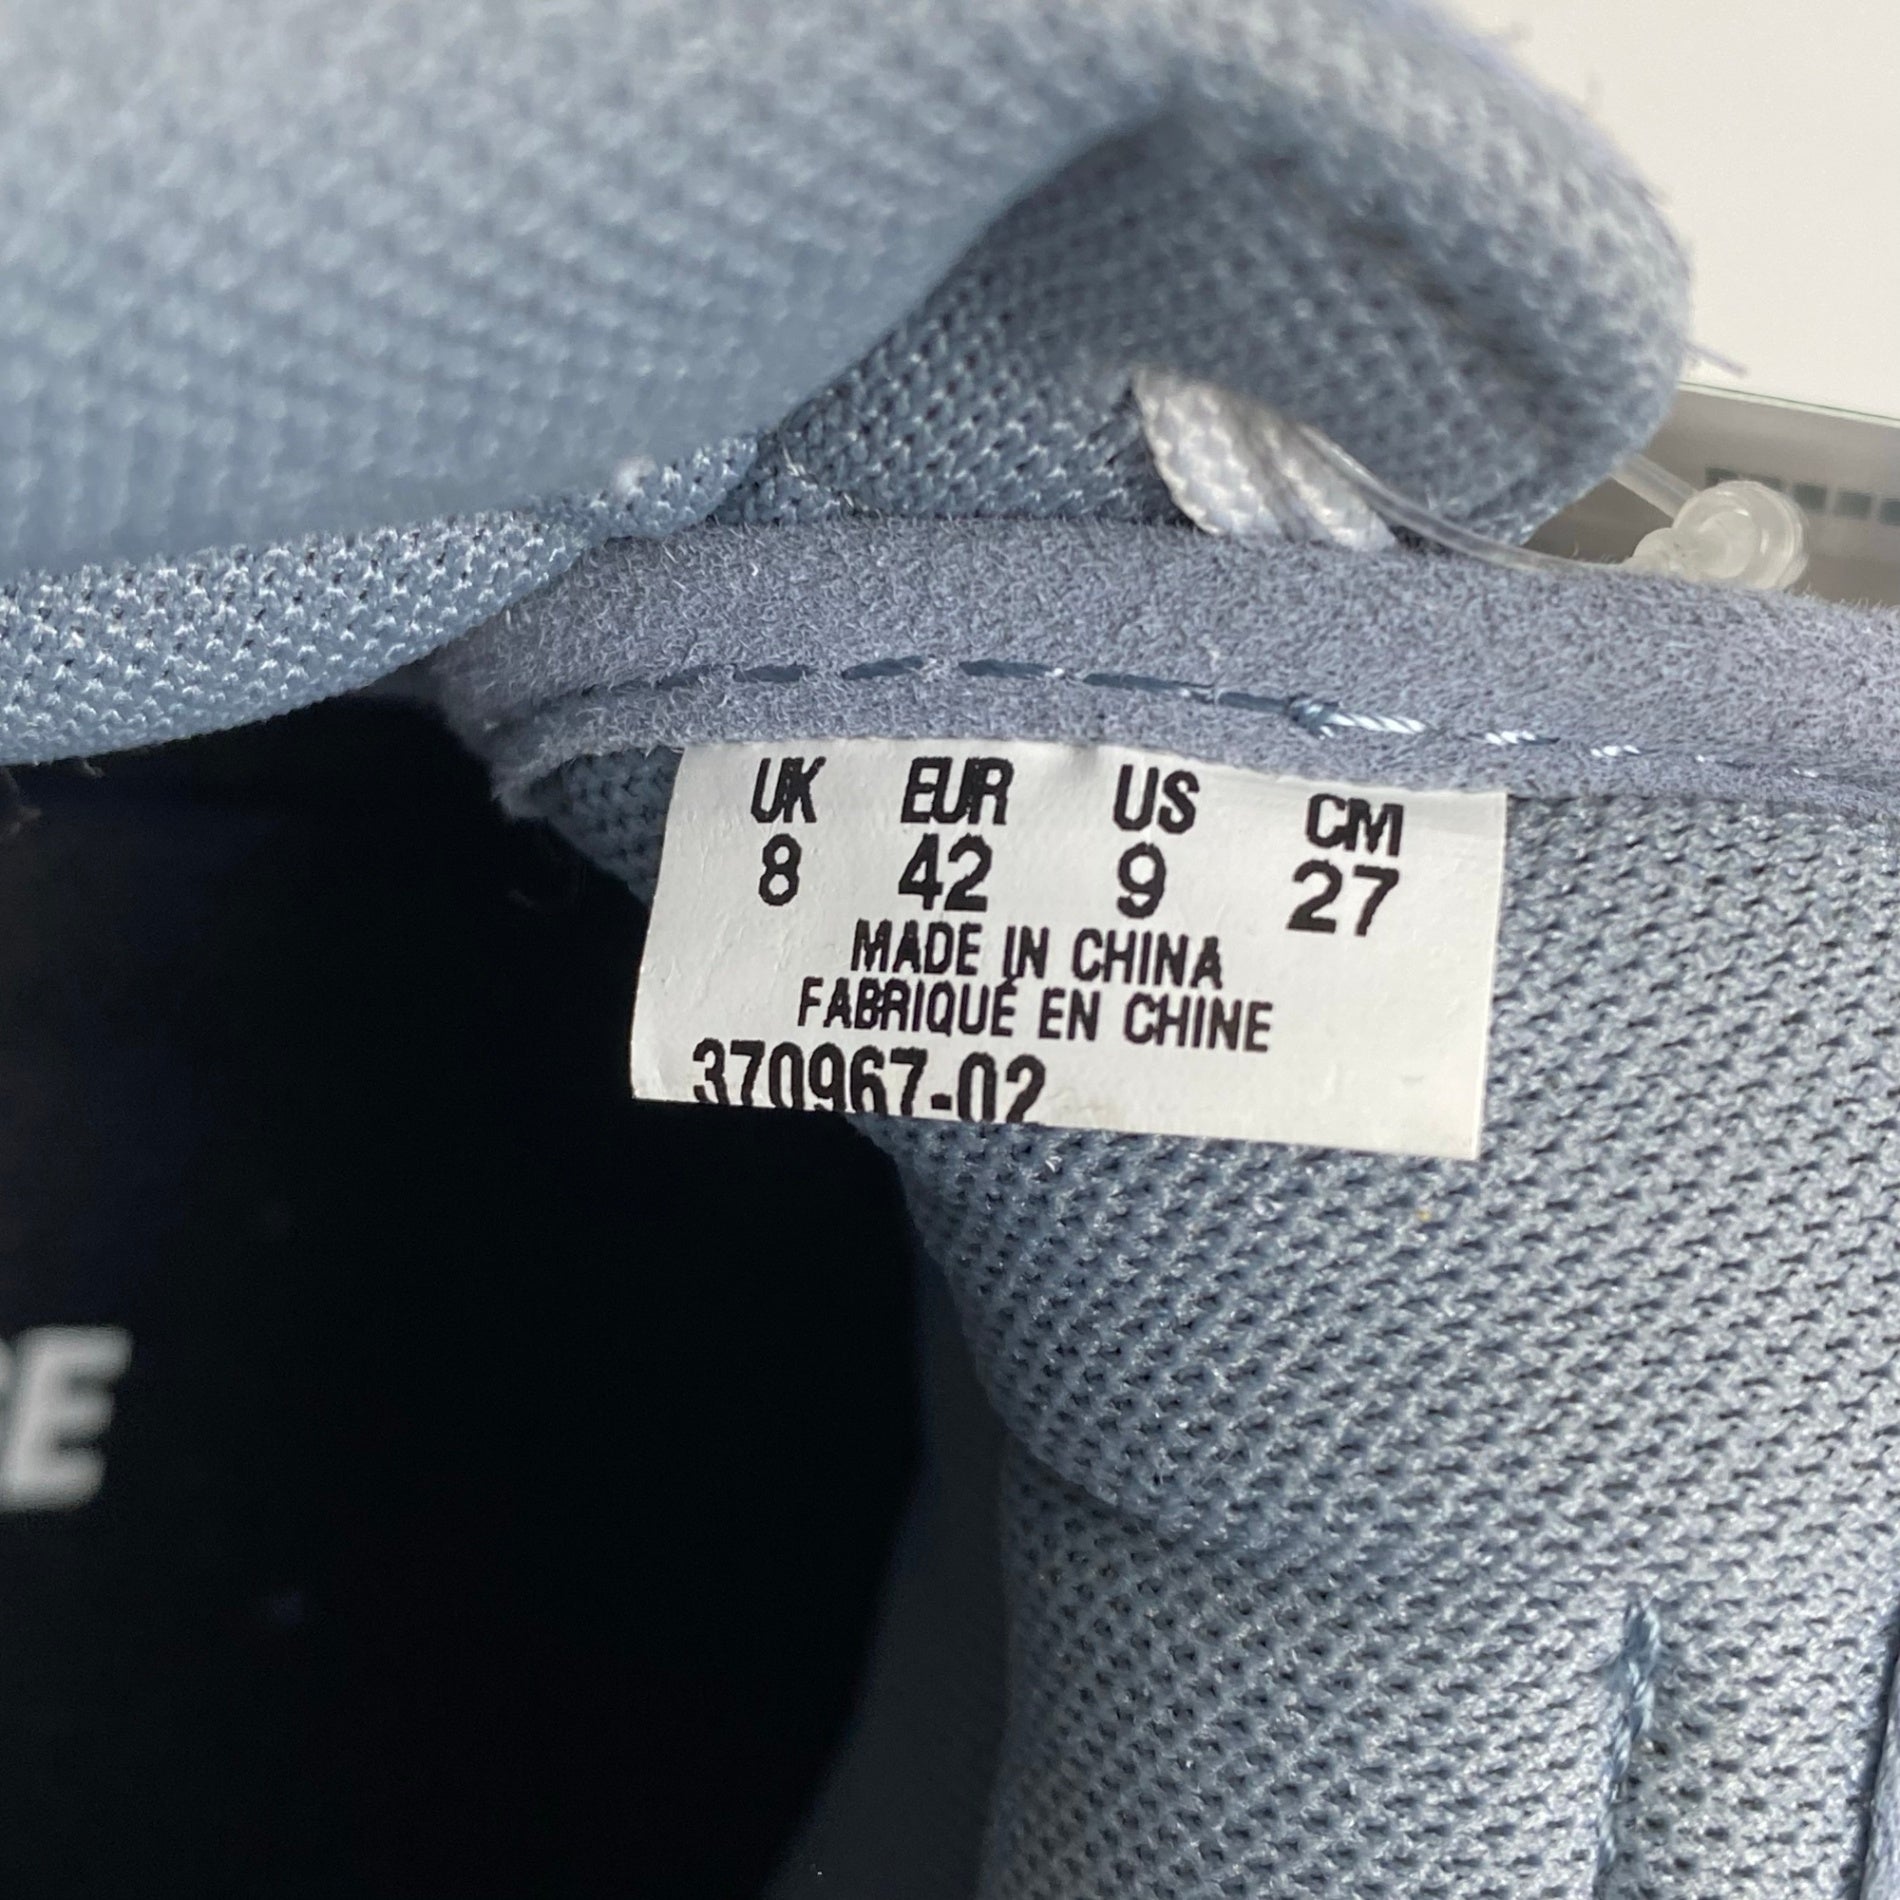 UK EUR US CM
8 42 9 27
MADE IN CHINA
FABRIQUÉ EN CHINE
370967-02